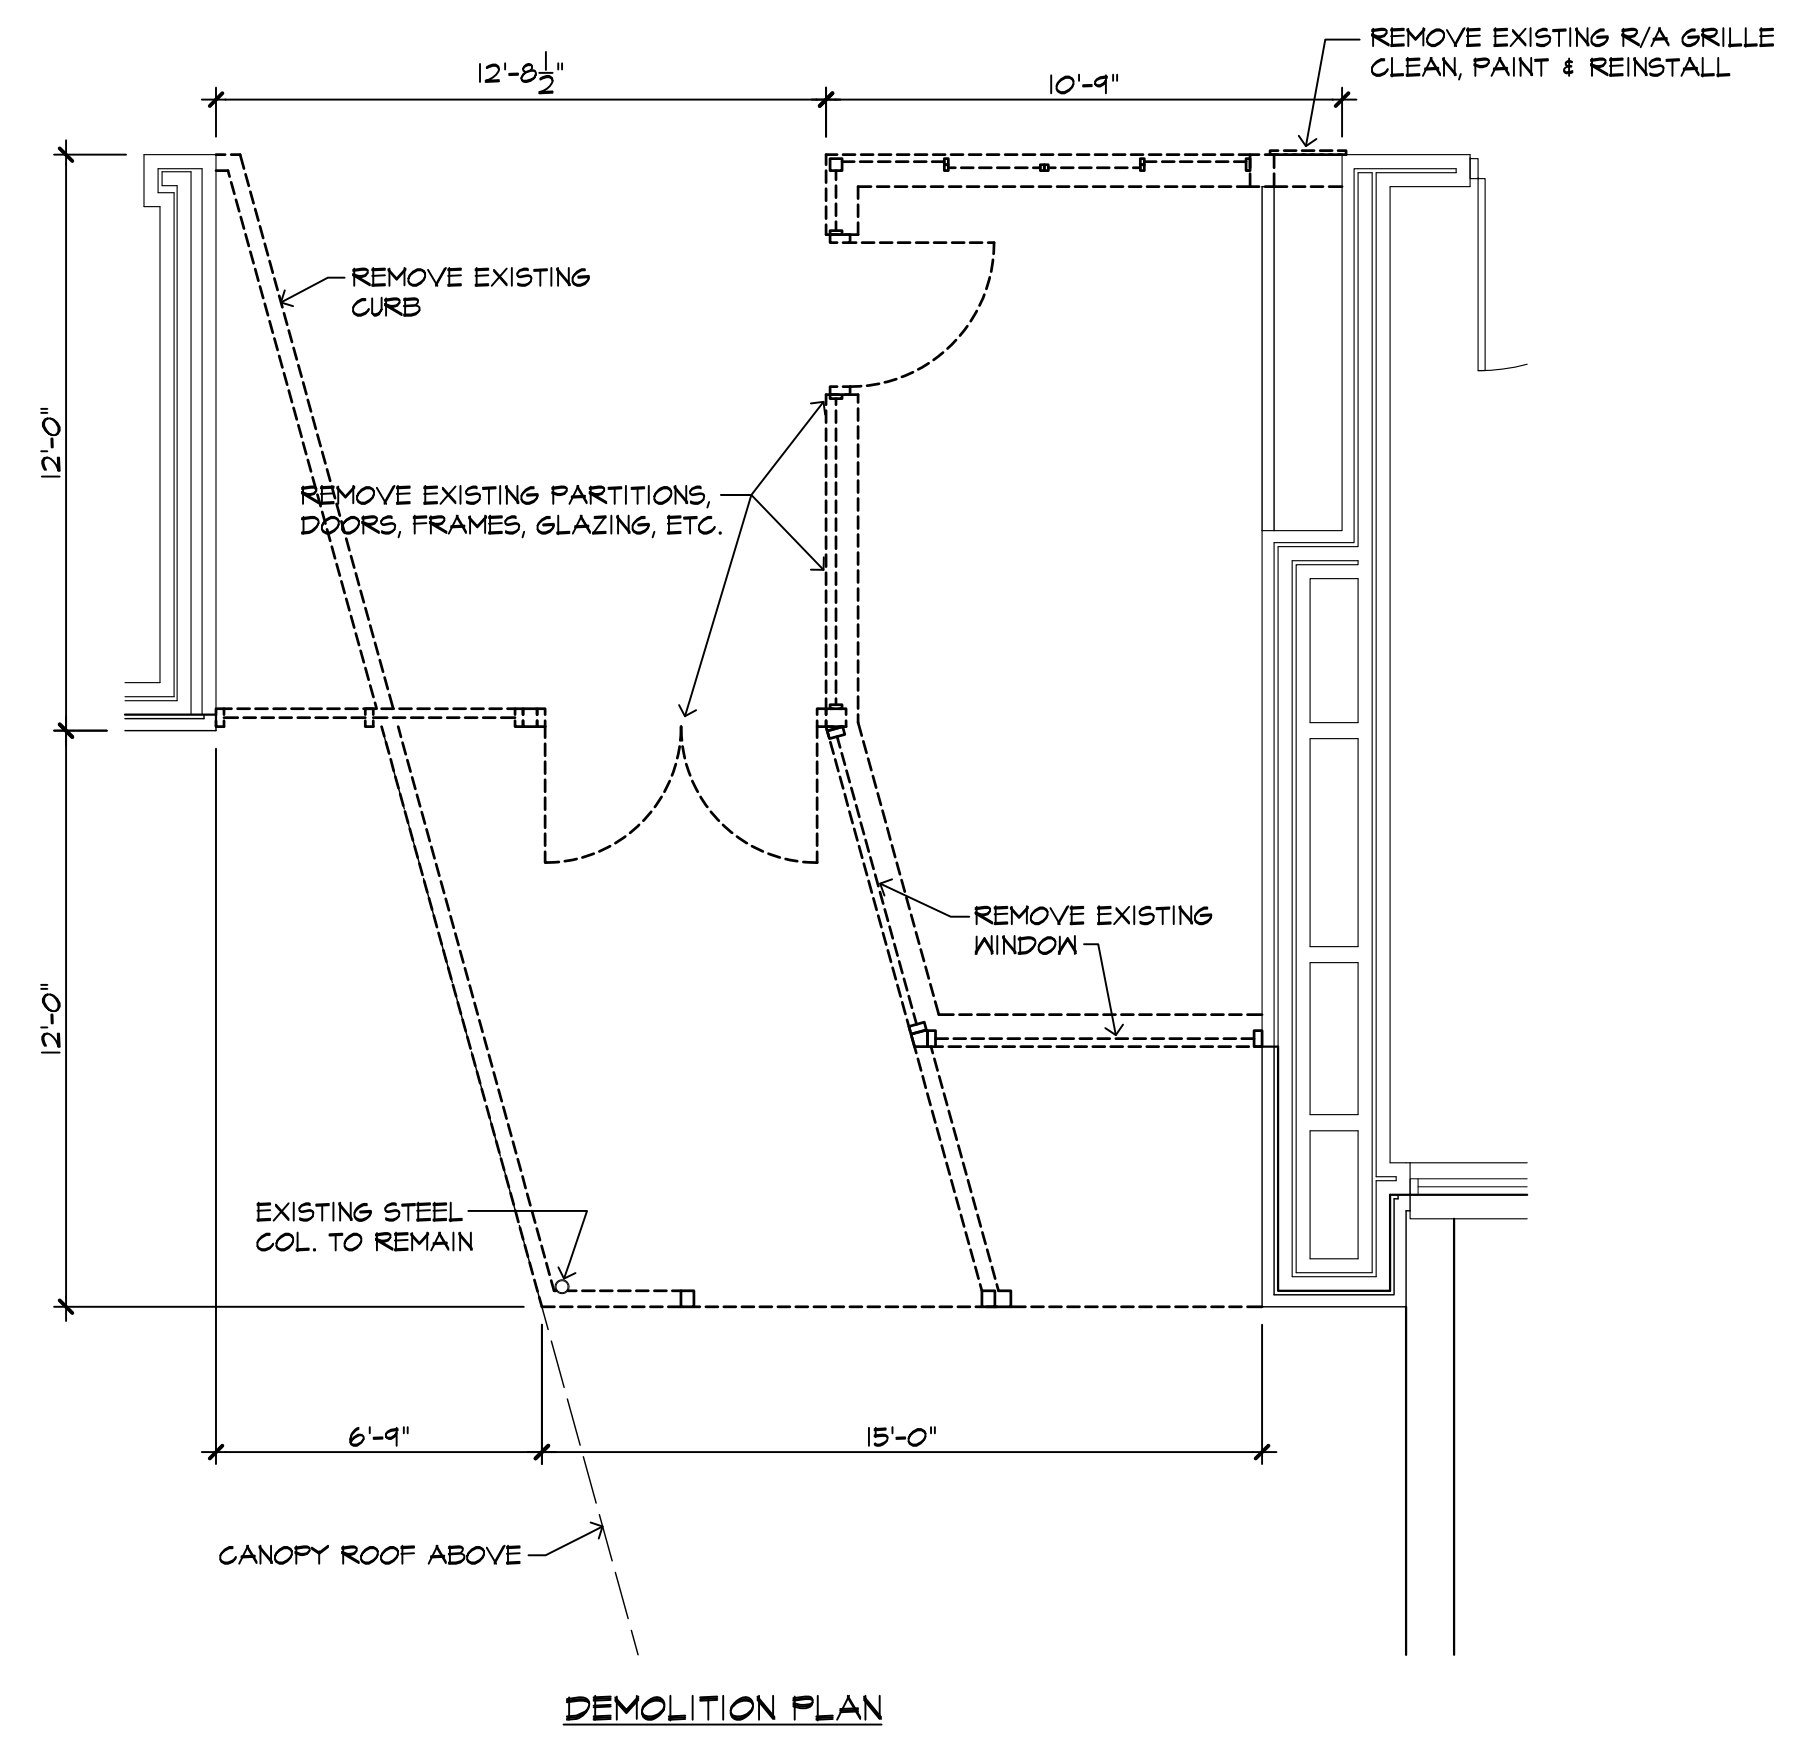 REMOVE EXISTING R/A GRILLE
CLEAN, PAINT & REINSTALL
12'-8 1/2"
10'-9"
REMOVE EXISTING
CURB
12'-0"
REMOVE EXISTING PARTITIONS,
DOORS, FRAMES, GLAZING, ETC.
REMOVE EXISTING
WINDOW
12'-0"
EXISTING STEEL
COL. TO REMAIN
6'-9"
15'-0"
CANOPY ROOF ABOVE
DEMOLITION PLAN